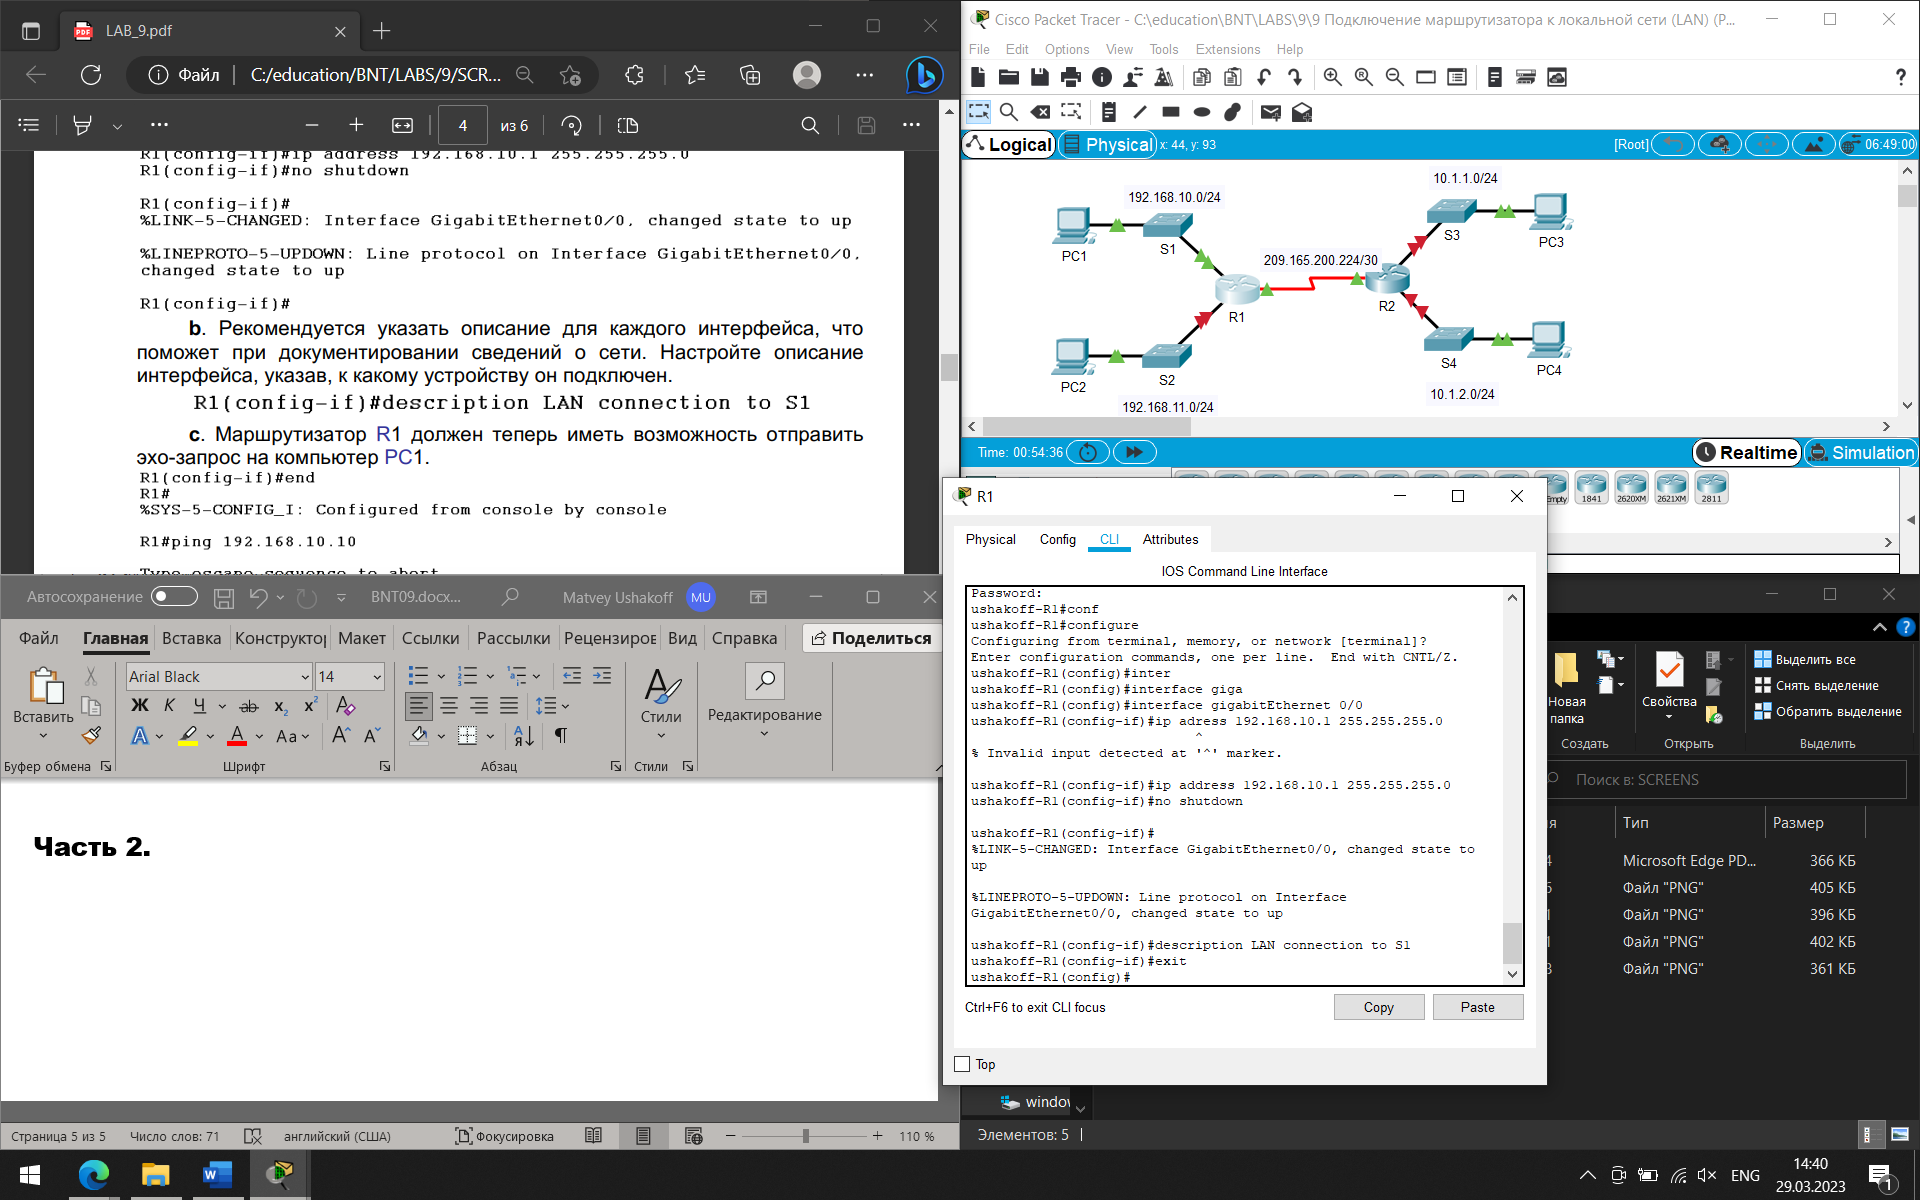 LAB_9.pdf
Файл
C:/education/BNT/LABS/9/SCR...
4
из 6
R1(config-if)#ip address 192.168.10.1 255.255.255.0
R1(config-if)#no shutdown
R1(config-if)#
%LINK-5-CHANGED: Interface GigabitEthernet0/0, changed state to up
%LINEPROTO-5-UPDOWN: Line protocol on Interface GigabitEthernet0/0,
changed state to up
R1(config-if)#
b. Рекомендуется указать описание для каждого интерфейса, что
поможет при документировании сведений о сети. Настройте описание
интерфейса, указав, к какому устройству он подключен.
R1(config-if)#description LAN connection to S1
c. Маршрутизатор R1 должен теперь иметь возможность отправить
эхо-запрос на компьютер PC1.
R1(config-if)#end
R1#
%SYS-5-CONFIG_I: Configured from console by console
R1#ping 192.168.10.10
Type escape sequence to abort
Cisco Packet Tracer - C:\education\BNT\LABS\9\9 Подключение маршрутизатора к локальной сети (LAN) (P...
File Edit Options View Tools Extensions Help
?
Logical
Physical
x: 44, y: 93
[Root]
06:49:00
192.168.10.0/24
10.1.1.0/24
PC1
S1
S3
PC3
209.165.200.224/30
R1
R2
PC2
S2
S4
PC4
192.168.11.0/24
10.1.2.0/24
Time: 00:54:36
Realtime
Simulation
Empty
1841
2620XM
2621XM
2811
R1
Physical Config CLI Attributes
IOS Command Line Interface
Password:
ushakoff-R1#conf
ushakoff-R1#configure
Configuring from terminal, memory, or network [terminal]?
Enter configuration commands, one per line.  End with CNTL/Z.
ushakoff-R1(config)#inter
ushakoff-R1(config)#interface giga
ushakoff-R1(config)#interface gigabitEthernet 0/0
ushakoff-R1(config-if)#ip adress 192.168.10.1 255.255.255.0
^
% Invalid input detected at '^' marker.
ushakoff-R1(config-if)#ip address 192.168.10.1 255.255.255.0
ushakoff-R1(config-if)#no shutdown
ushakoff-R1(config-if)#
%LINK-5-CHANGED: Interface GigabitEthernet0/0, changed state to
up
%LINEPROTO-5-UPDOWN: Line protocol on Interface
GigabitEthernet0/0, changed state to up
ushakoff-R1(config-if)#description LAN connection to S1
ushakoff-R1(config-if)#exit
ushakoff-R1(config)#
Ctrl+F6 to exit CLI focus
Copy
Paste
Top
Автосохранение
BNT09.docx...
Matvey Ushakoff
MU
Файл Главная Вставка Конструктор Макет Ссылки Рассылки Рецензиров Вид Справка
Поделиться
Вставить
Буфер обмена
Arial Black
14
Ж К Ч ab x₂ x²
А А Aa А А
Шрифт
Абзац
Стили
Стили
Редактирование
Часть 2.
Страница 5 из 5
Число слов: 71
английский (США)
Фокусировка
110 %
Новая
папка
Создать
Свойства
Открыть
Выделить все
Снять выделение
Обратить выделение
Выделить
Поиск в: SCREENS
Тип
Размер
Microsoft Edge PD...
366 КБ
Файл "PNG"
405 КБ
Файл "PNG"
396 КБ
Файл "PNG"
402 КБ
Файл "PNG"
361 КБ
window
Элементов: 5
ENG
14:40
29.03.2023
1